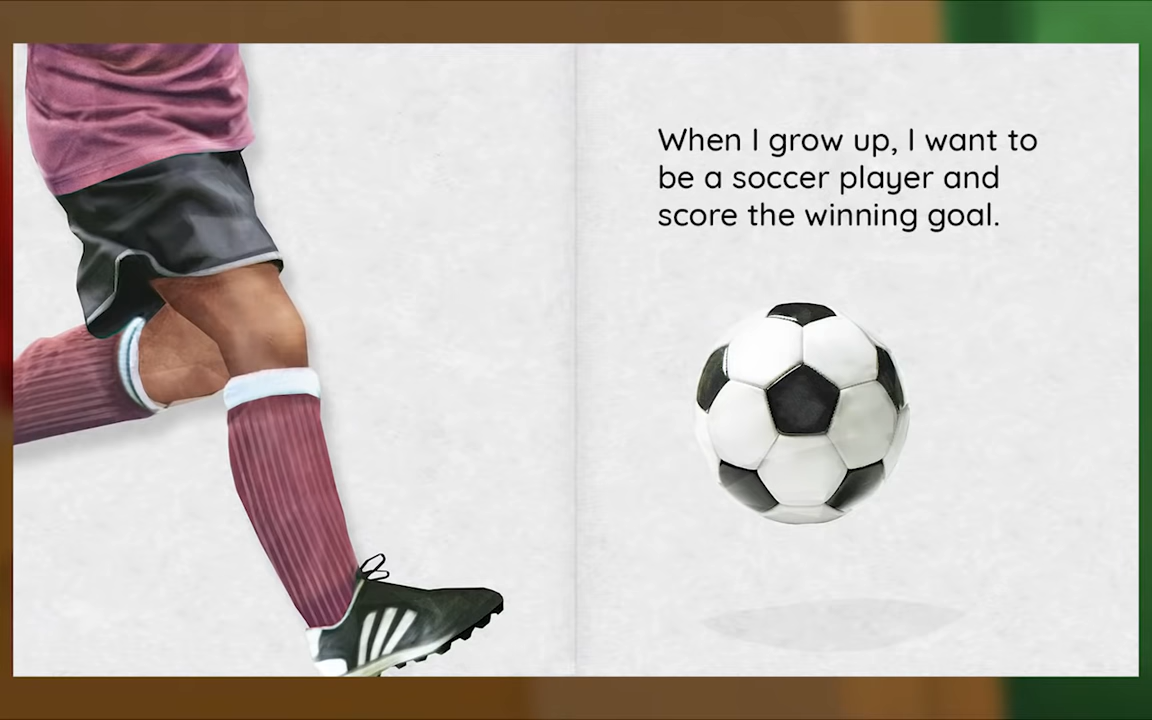 When I grow up, I want to
be a soccer player and
score the winning goal.